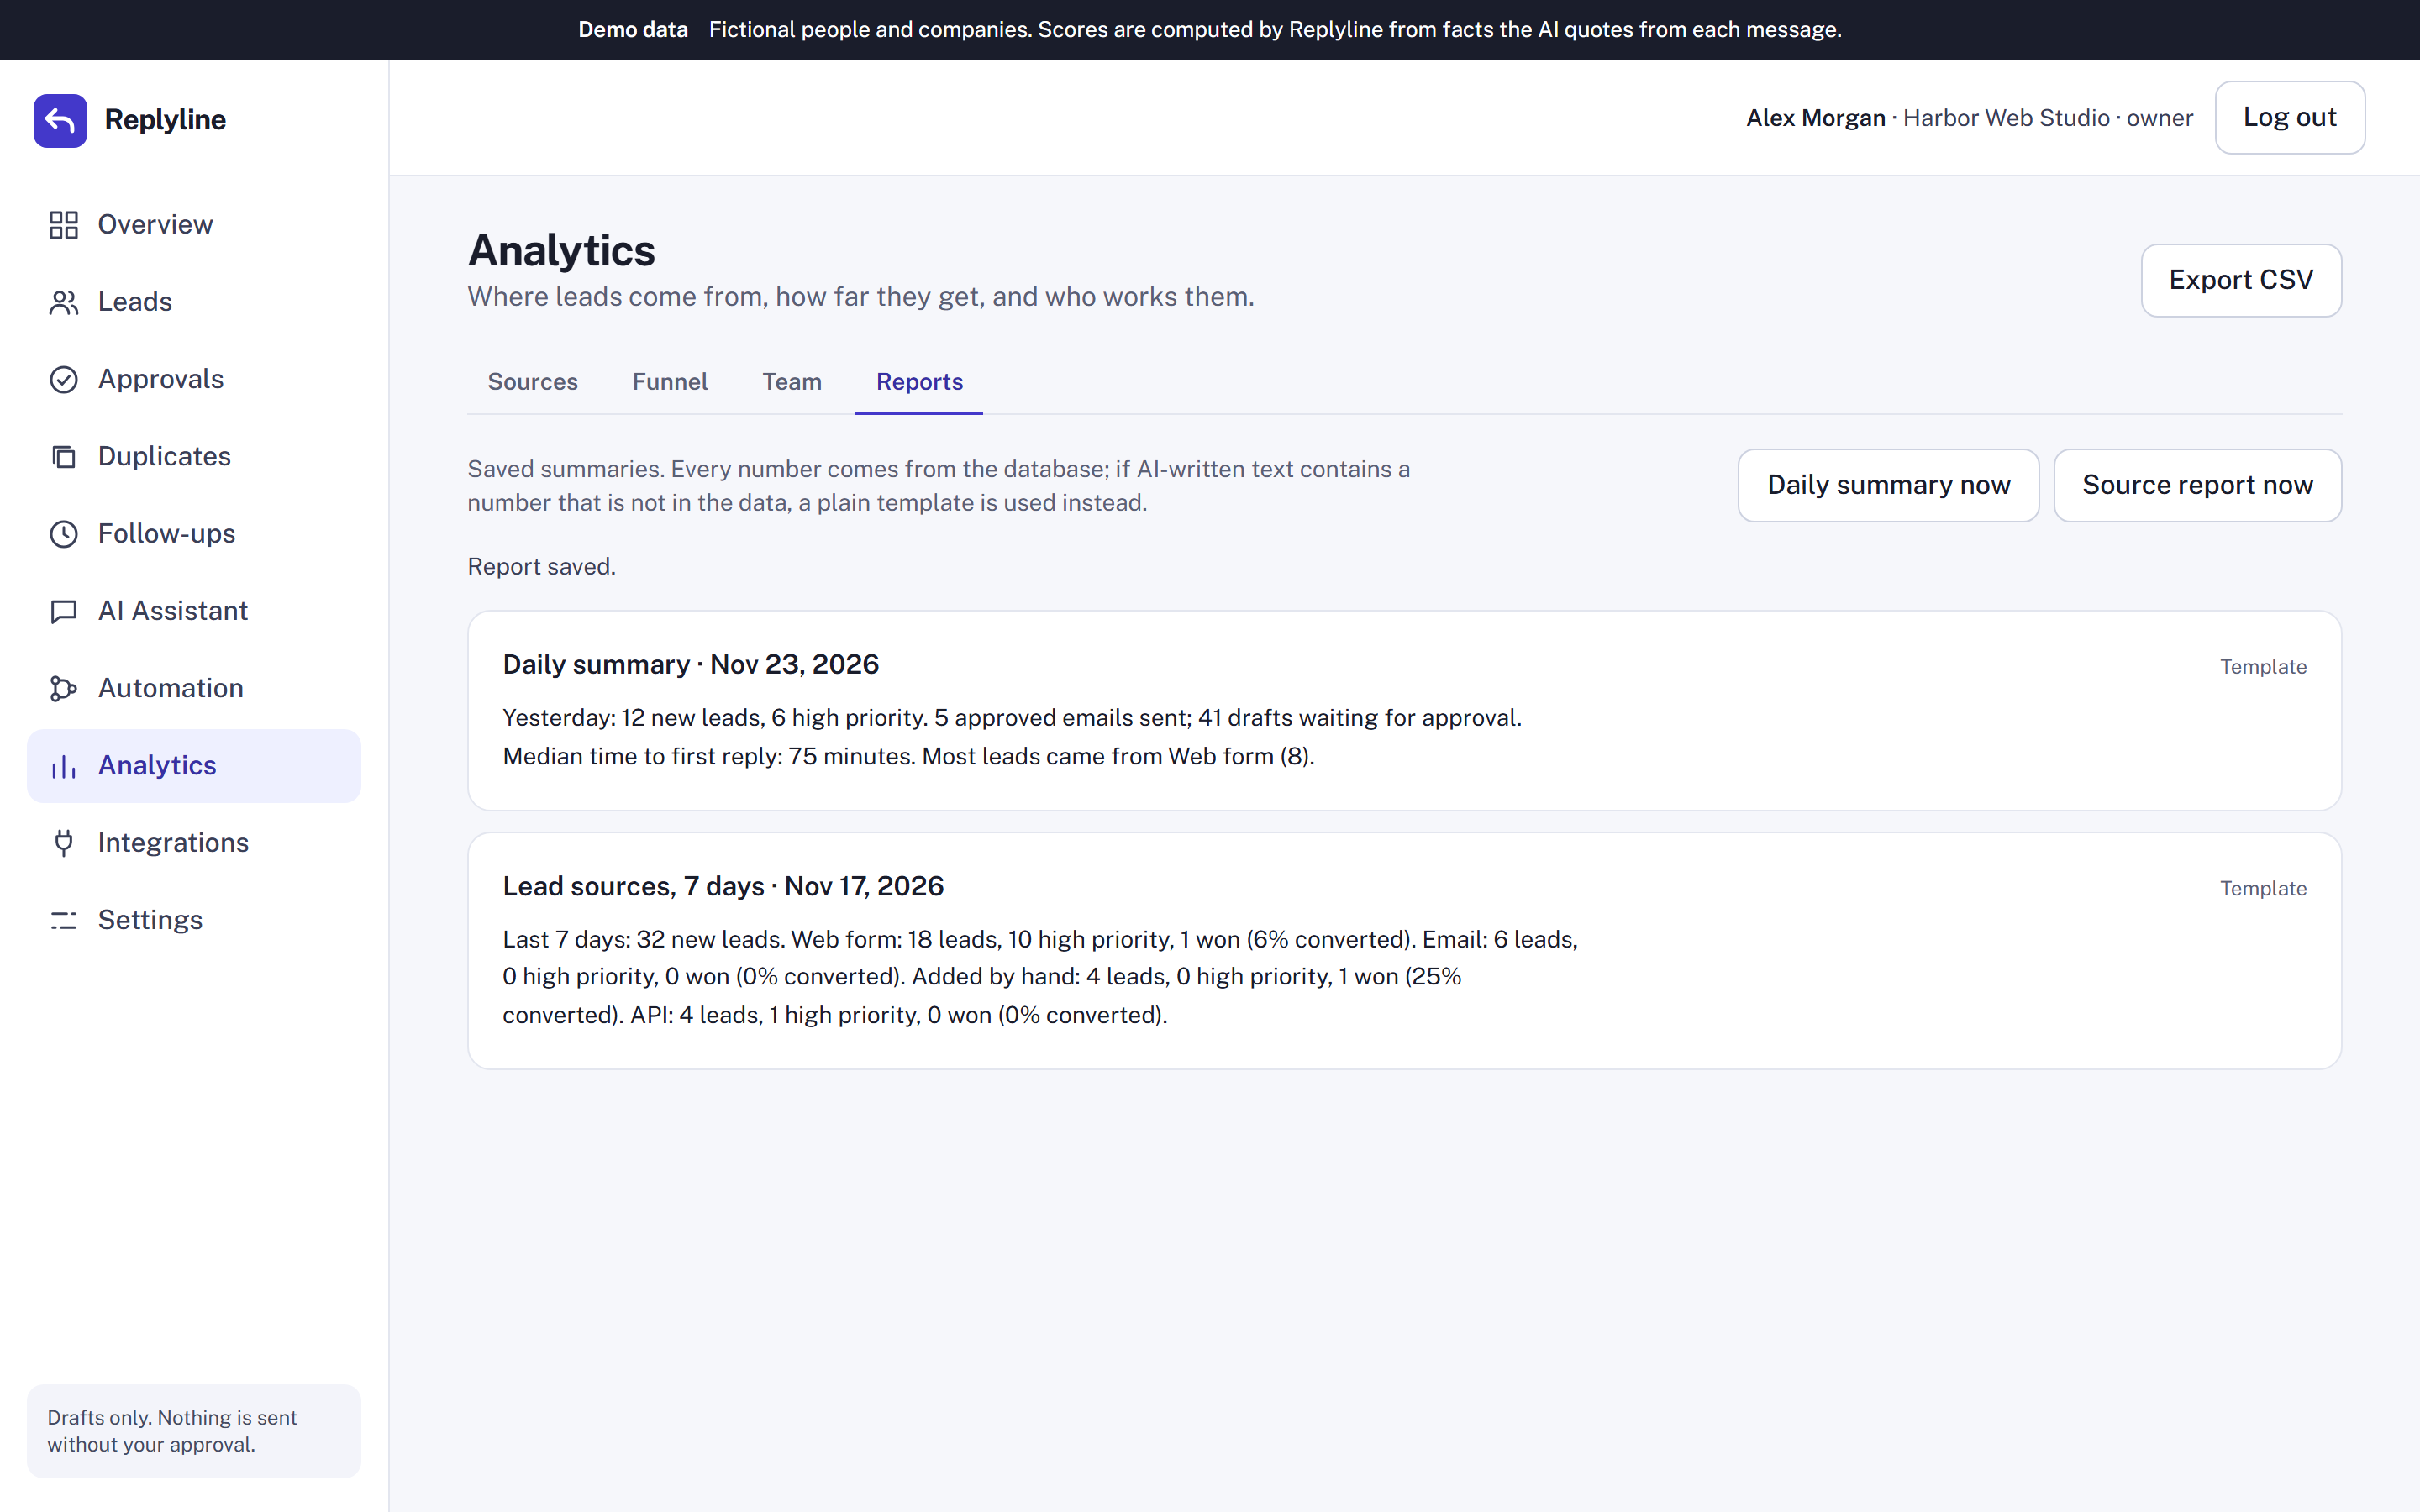 Demo data Fictional people and companies. Scores are computed by Replyline from facts the AI quotes from each message.
Replyline
Alex Morgan · Harbor Web Studio · owner
Log out
Overview
Leads
Approvals
Duplicates
Follow-ups
AI Assistant
Automation
Analytics
Integrations
Settings
Drafts only. Nothing is sent
without your approval.
Analytics
Where leads come from, how far they get, and who works them.
Export CSV
Sources Funnel Team Reports
Saved summaries. Every number comes from the database; if AI-written text contains a
number that is not in the data, a plain template is used instead.
Daily summary now
Source report now
Report saved.
Daily summary · Nov 23, 2026
Template
Yesterday: 12 new leads, 6 high priority. 5 approved emails sent; 41 drafts waiting for approval.
Median time to first reply: 75 minutes. Most leads came from Web form (8).
Lead sources, 7 days · Nov 17, 2026
Template
Last 7 days: 32 new leads. Web form: 18 leads, 10 high priority, 1 won (6% converted). Email: 6 leads,
0 high priority, 0 won (0% converted). Added by hand: 4 leads, 0 high priority, 1 won (25%
converted). API: 4 leads, 1 high priority, 0 won (0% converted).